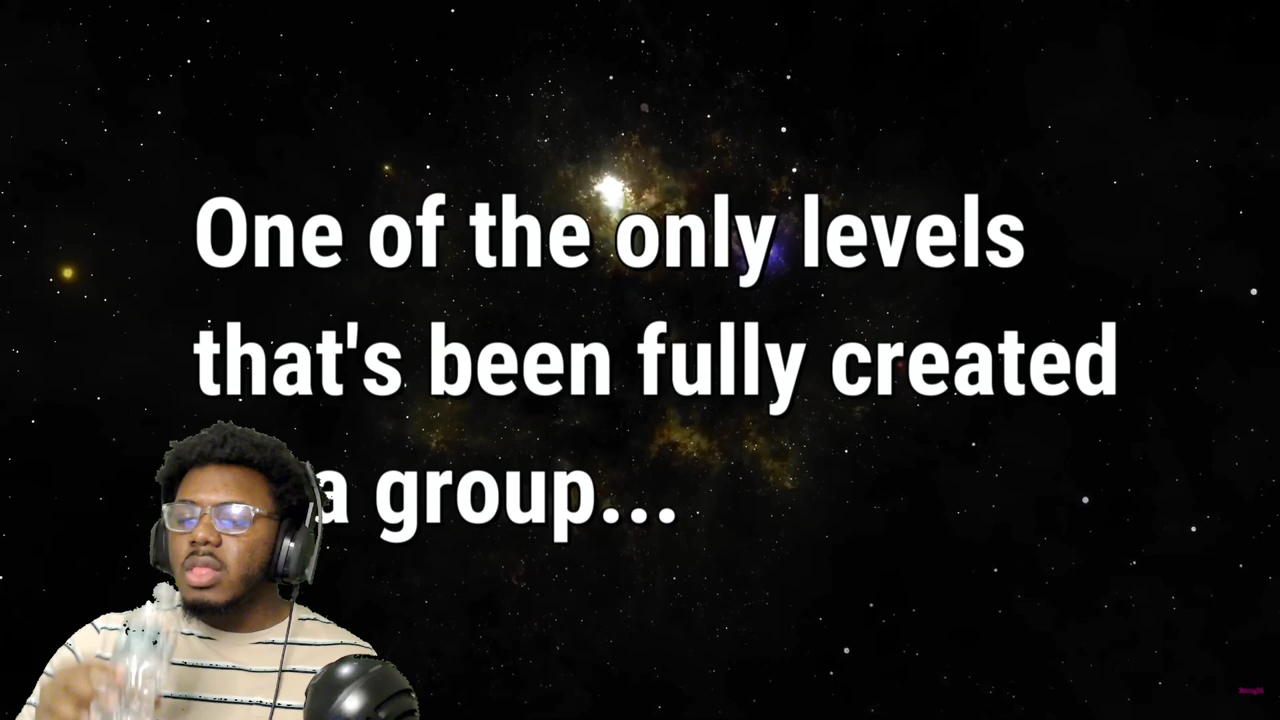 One of the only levels
that's been fully created
a group...